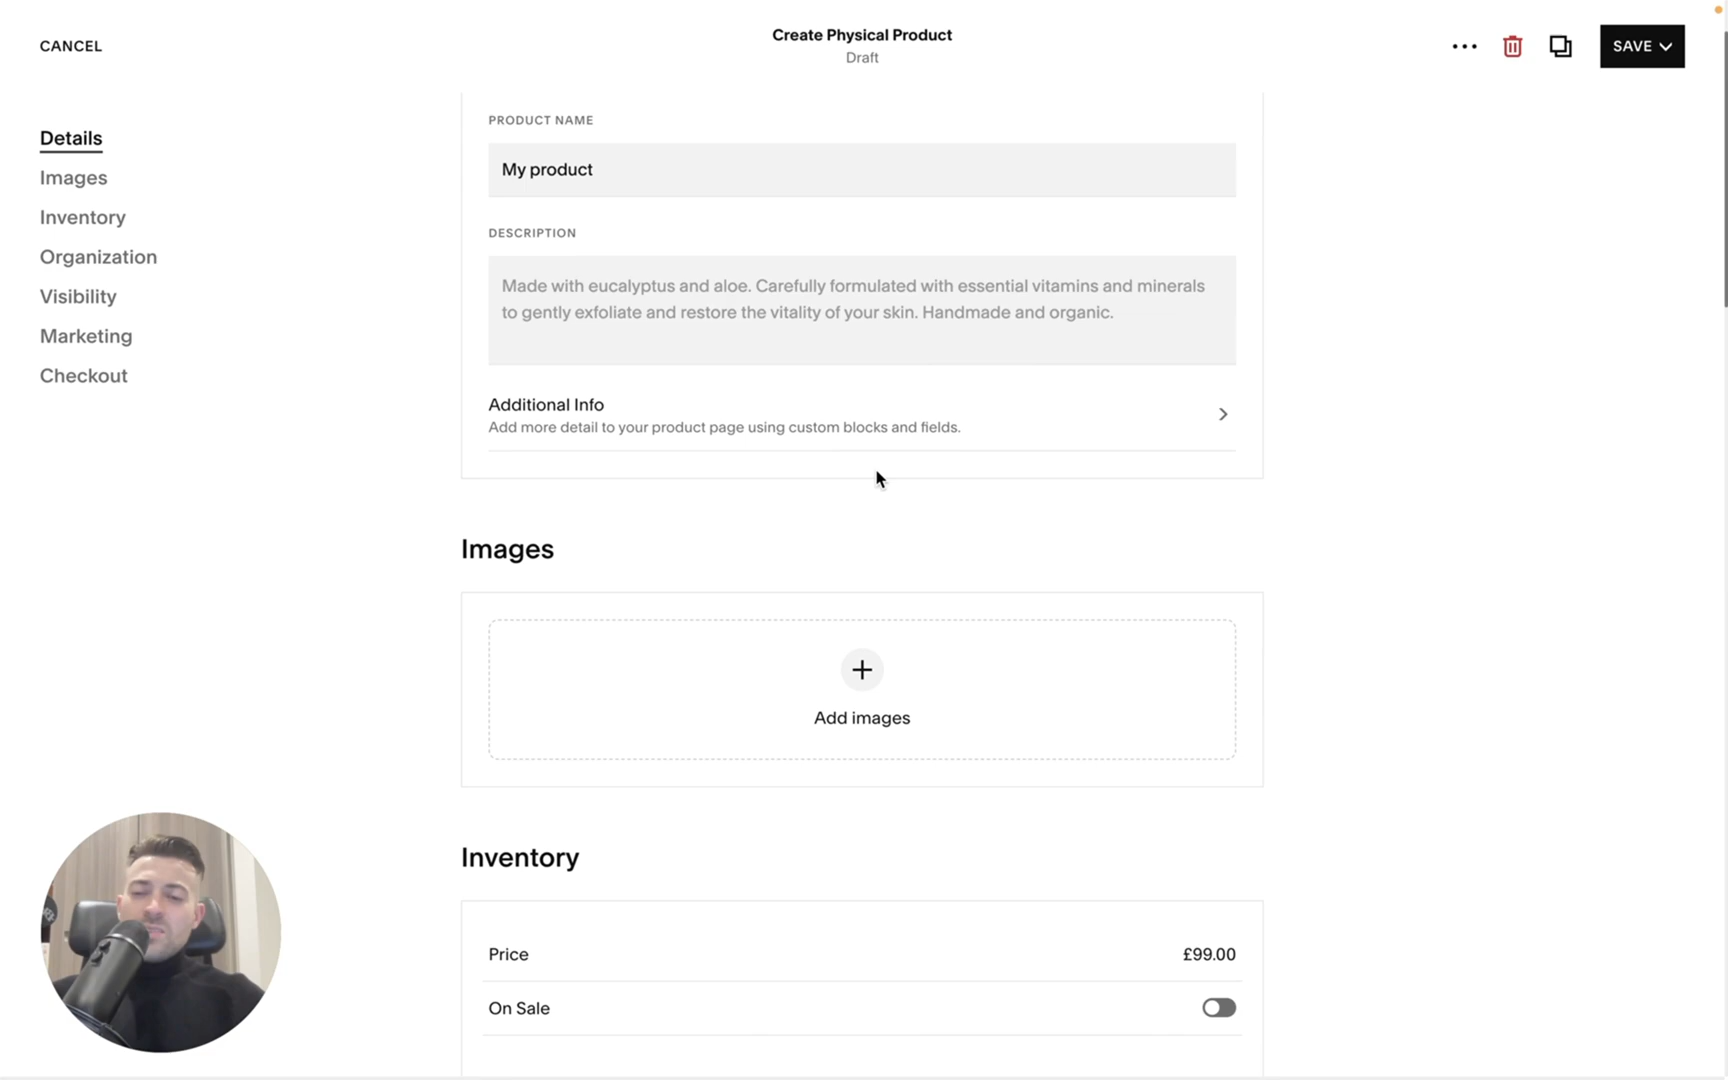 CANCEL
Create Physical Product
Draft
SAVE
Details
Images
Inventory
Organization
Visibility
Marketing
Checkout
PRODUCT NAME
My product
DESCRIPTION
Made with eucalyptus and aloe. Carefully formulated with essential vitamins and minerals
to gently exfoliate and restore the vitality of your skin. Handmade and organic.
Additional Info
Add more detail to your product page using custom blocks and fields.
Images
Add images
Inventory
Price
£99.00
On Sale